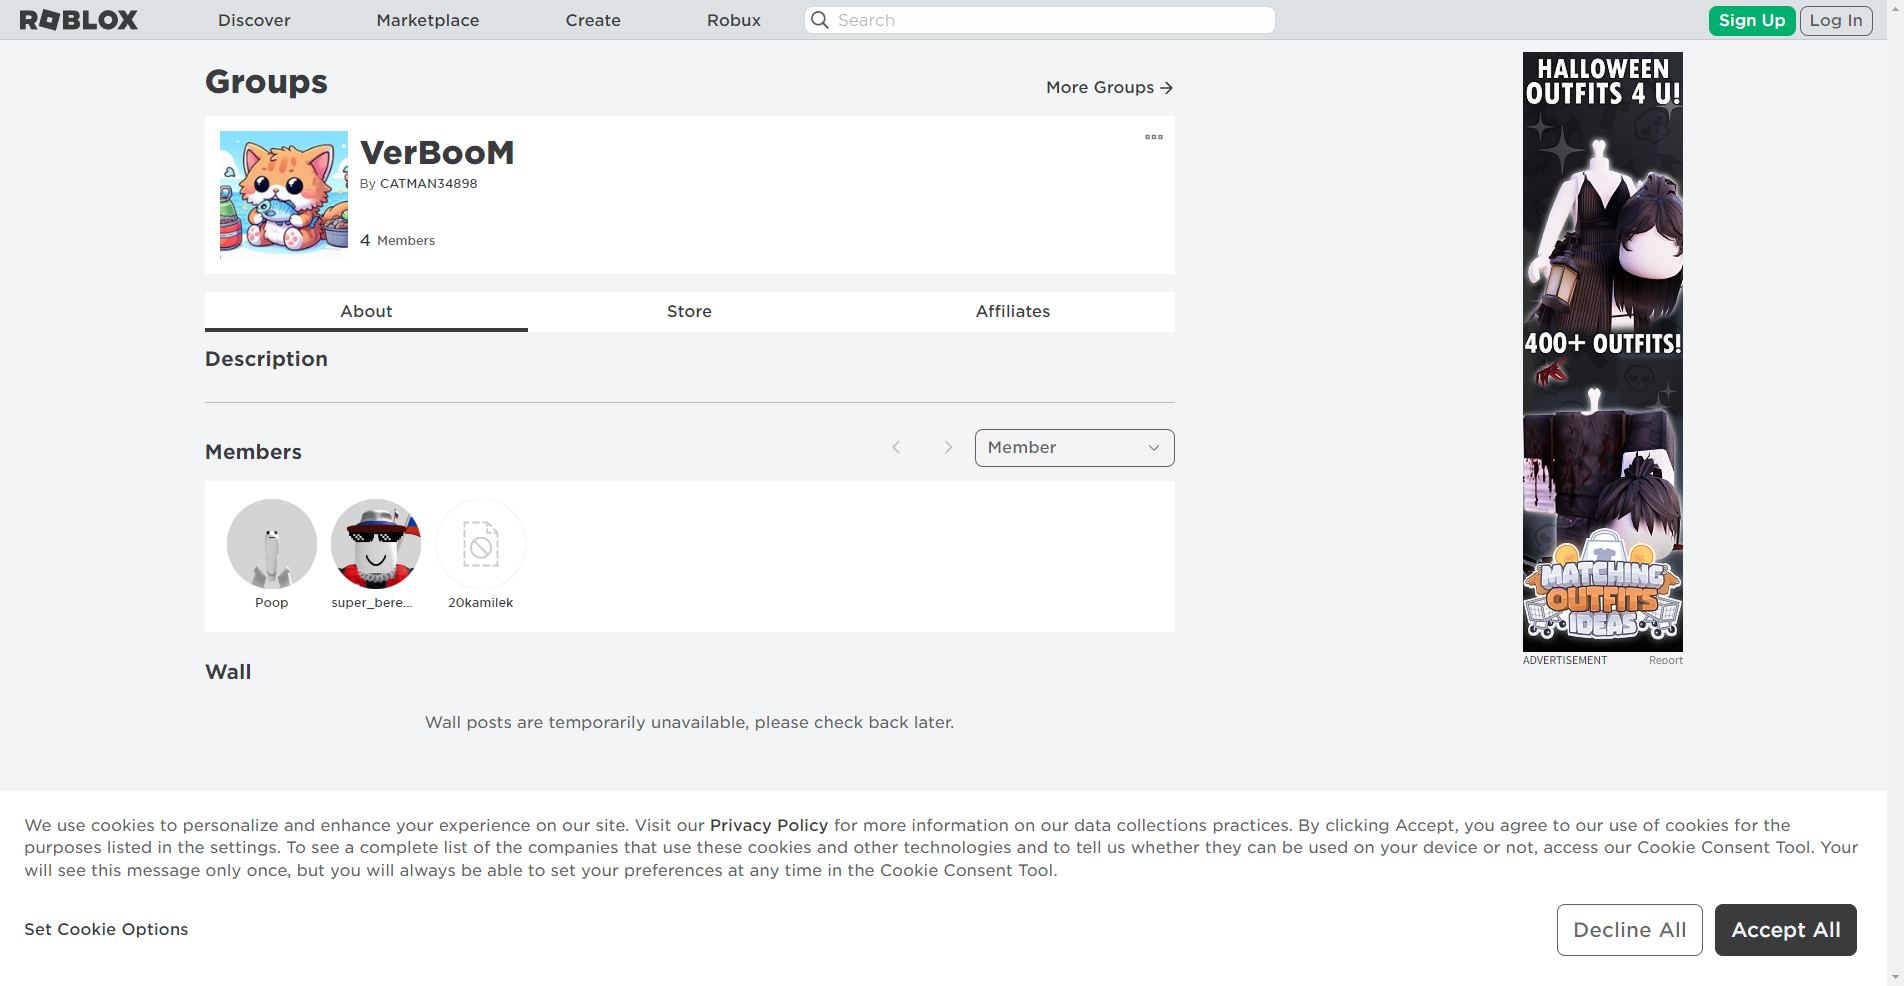 ROBLOX
Discover
Marketplace
Create
Robux
Search
Sign Up
Log In
Groups
More Groups
VerBooM
By CATMAN34898
4 Members
About
Store
Affiliates
Description
Members
Member
Poop
super_bere...
20kamilek
Wall
Wall posts are temporarily unavailable, please check back later.
HALLOWEEN
OUTFITS 4 U!
400+ OUTFITS!
MATCHING
OUTFITS
IDEAS
ADVERTISEMENT
Report
We use cookies to personalize and enhance your experience on our site. Visit our Privacy Policy for more information on our data collections practices. By clicking Accept, you agree to our use of cookies for the
purposes listed in the settings. To see a complete list of the companies that use these cookies and other technologies and to tell us whether they can be used on your device or not, access our Cookie Consent Tool. Your
will see this message only once, but you will always be able to set your preferences at any time in the Cookie Consent Tool.
Set Cookie Options
Decline All
Accept All